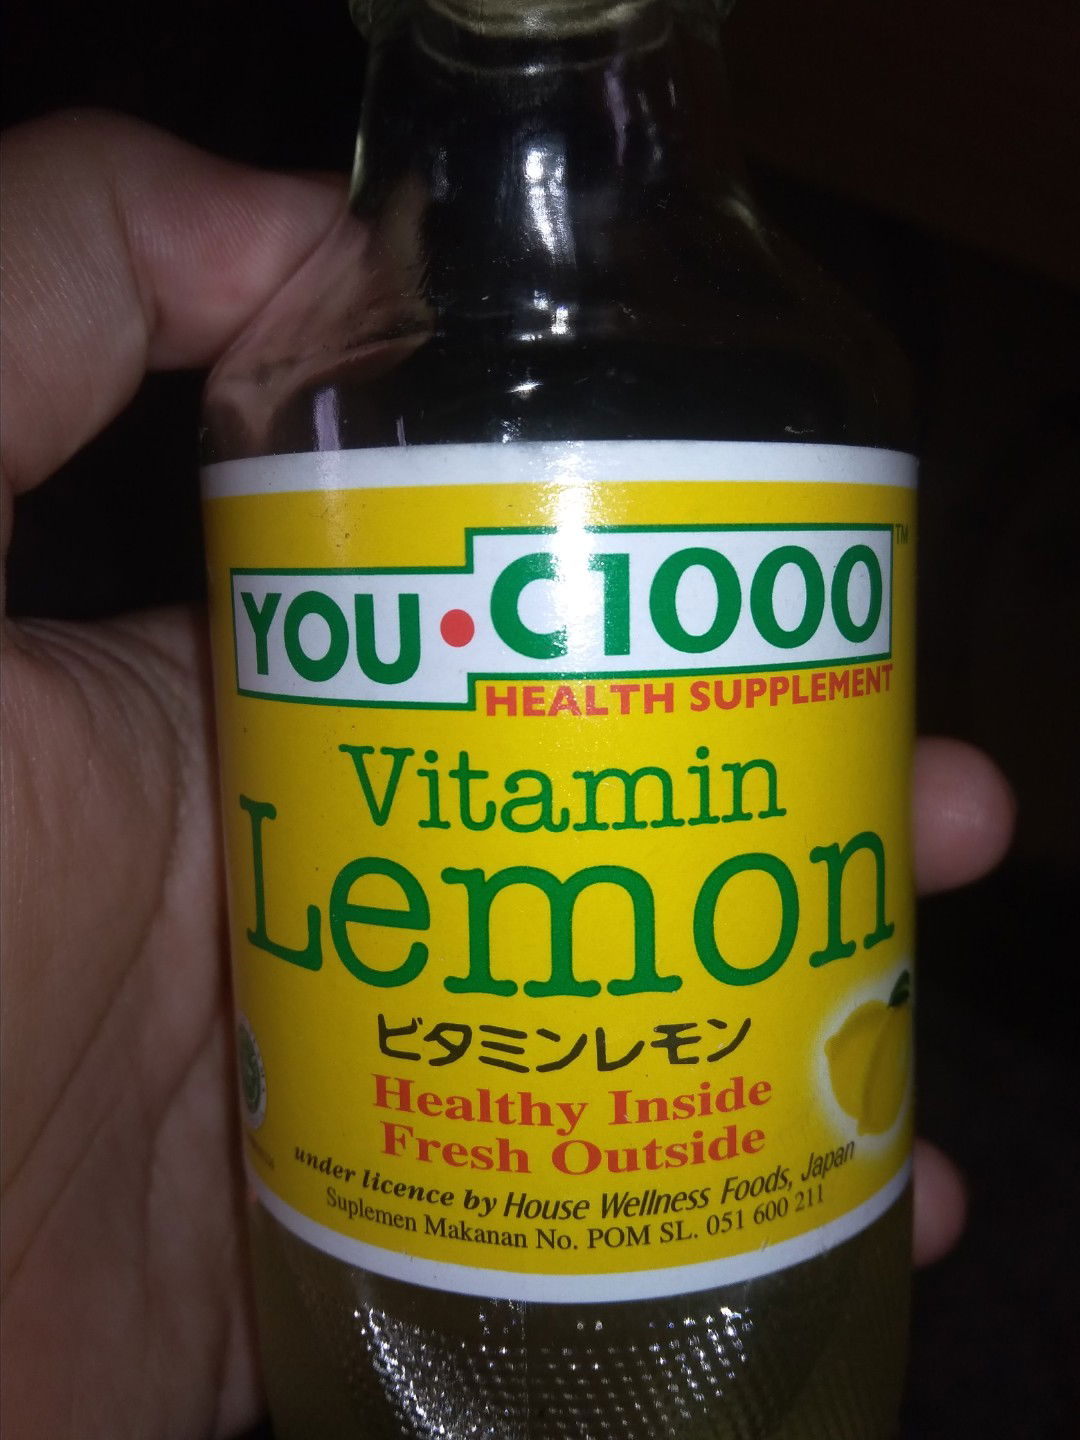 YOU•C1000™
HEALTH SUPPLEMENT
Vitamin
Lemon
ビタミンレモン
Healthy Inside
Fresh Outside
under licence by House Wellness Foods, Japan
Suplemen Makanan No. POM SL. 051 600 211